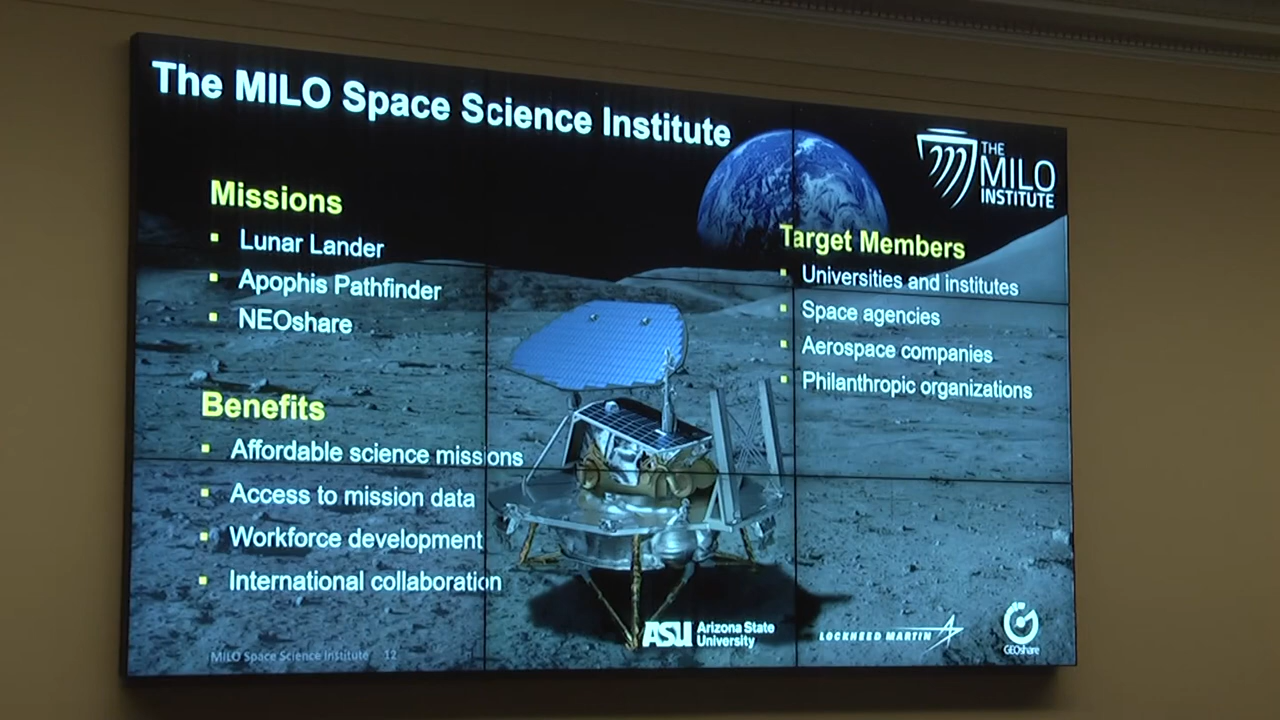 The MILO Space Science Institute
THE
MILO
INSTITUTE
Missions
Lunar Lander
Apophis Pathfinder
NEOshare
Target Members
Universities and institutes
Space agencies
Aerospace companies
Philanthropic organizations
Benefits
Affordable science missions
Access to mission data
Workforce development
International collaboration
MILO Space Science Institute 12
ASU Arizona State
University
LOCKHEED MARTIN
GEOshare